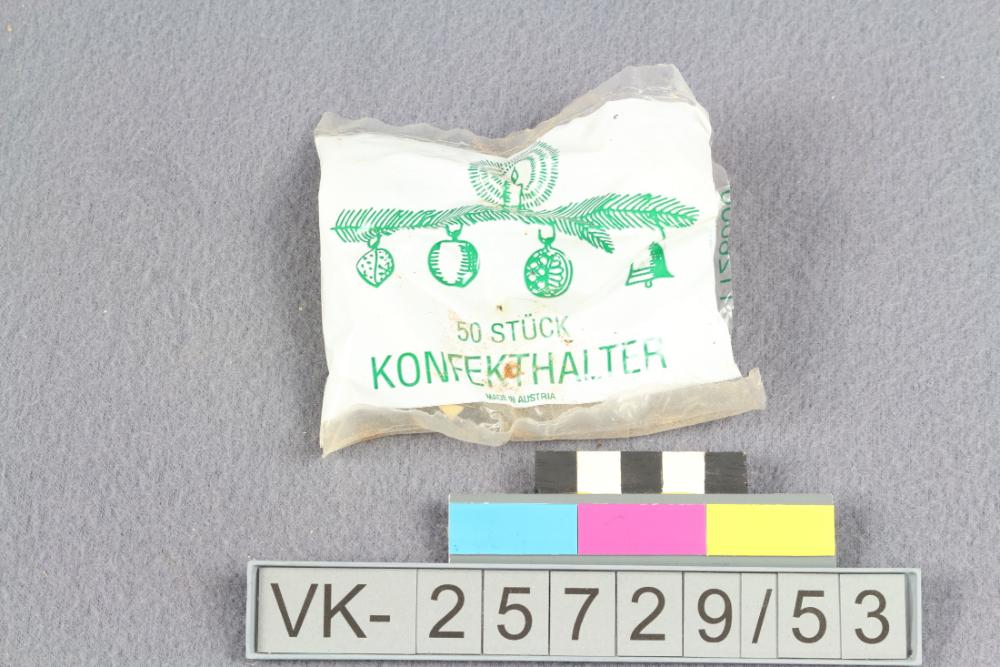 50 STÜCK
KONFEKTHALTER
MADE IN AUSTRIA
VK-25729/53